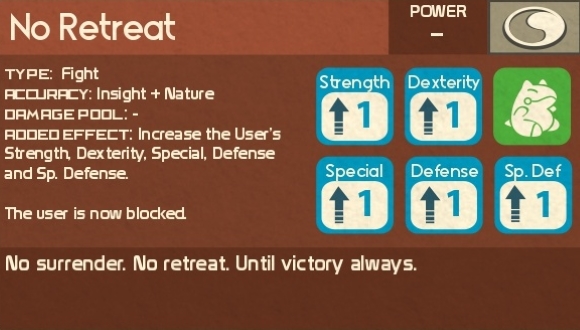 No Retreat
POWER
–
TYPE: Fight
ACCURACY: Insight + Nature
DAMAGE POOL: -
ADDED EFFECT: Increase the User's
Strength, Dexterity, Special, Defense
and Sp. Defense.
The user is now blocked.
Strength
1
Dexterity
1
Special
1
Defense
1
Sp. Def
1
No surrender. No retreat. Until victory always.